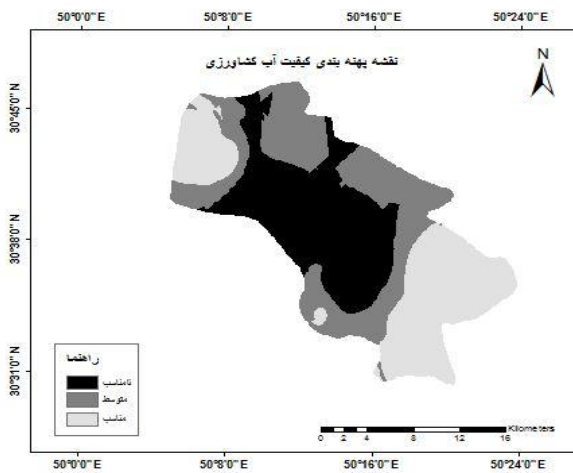 50°0'0"E 50°8'0"E 50°16'0"E 50°24'0"E
نقشه پهنه بندی کیفیت آب کشاورزی
N
30°45'0"N
30°38'0"N
30°31'0"N
راهنما
نامناسب
متوسط
مناسب
Kilometers
0 2 4 8 12 16
50°0'0"E 50°8'0"E 50°16'0"E 50°24'0"E